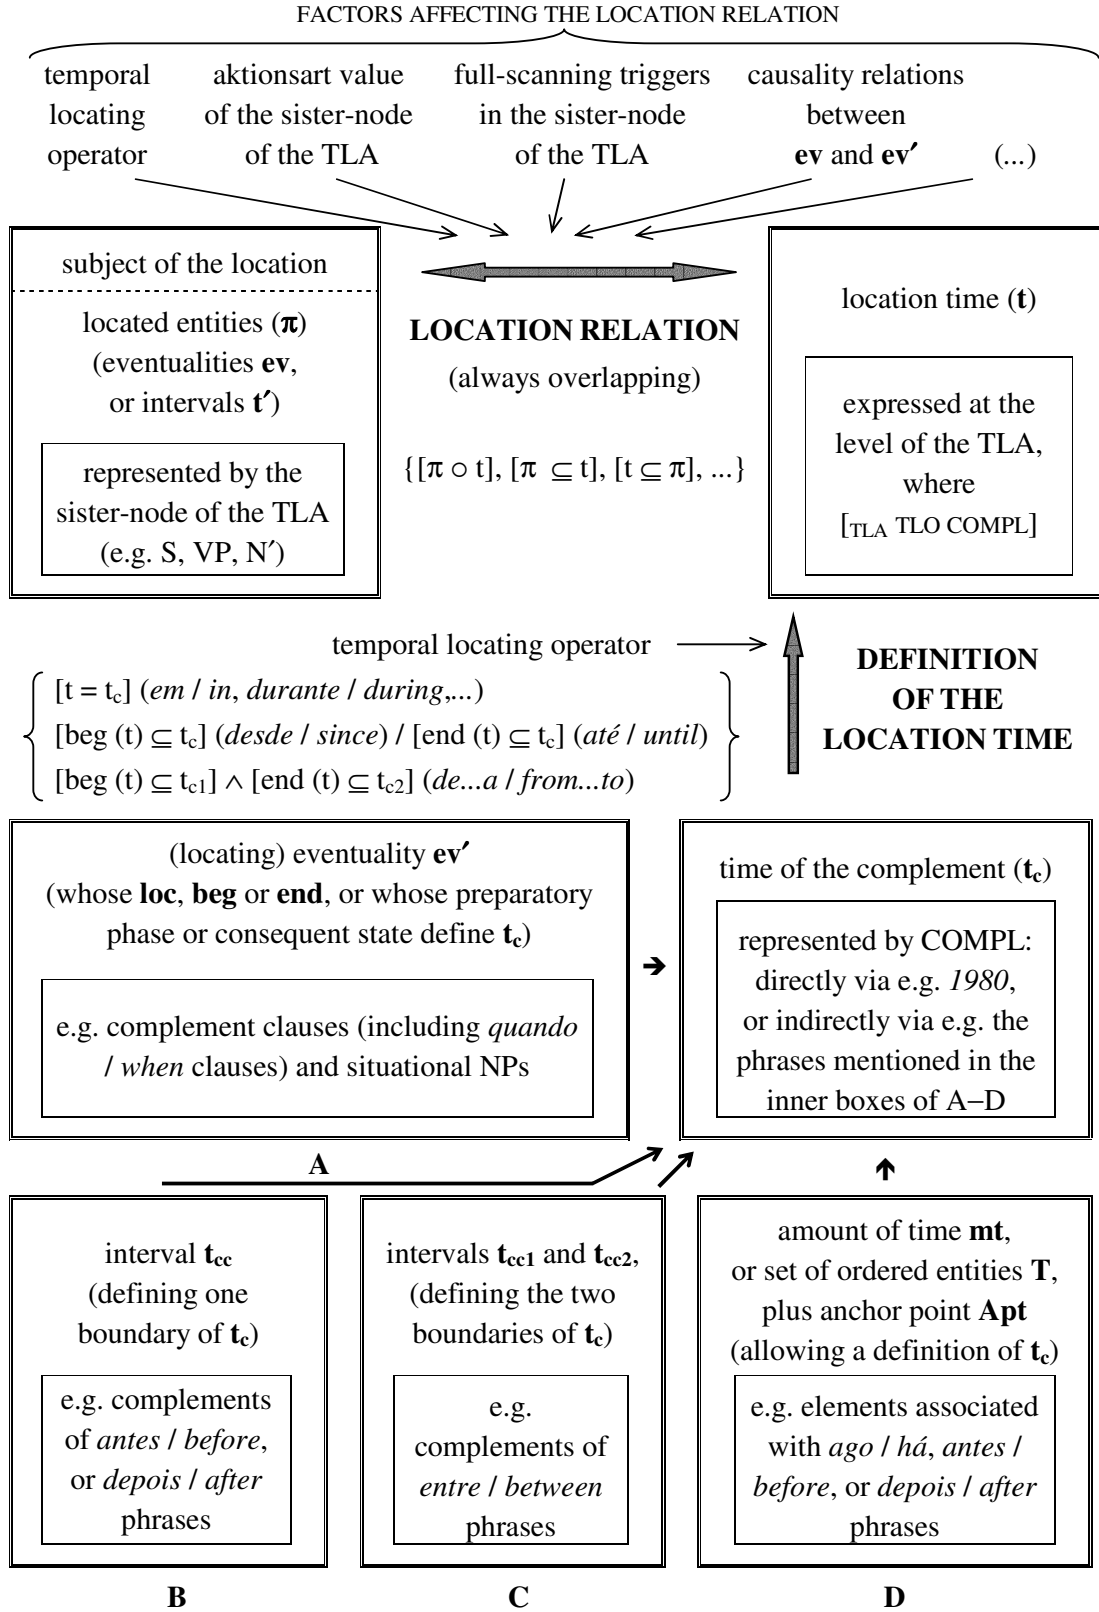 FACTORS AFFECTING THE LOCATION RELATION
temporal
locating
operator
aktionsart value
of the sister-node
of the TLA
full-scanning triggers
in the sister-node
of the TLA
causality relations
between
ev and ev′
(...)
subject of the location
located entities (π)
(eventualities ev,
or intervals t′)
represented by the
sister-node of the TLA
(e.g. S, VP, N′)
LOCATION RELATION
(always overlapping)
{[π ○ t], [π ⊆ t], [t ⊆ π], ...}
location time (t)
expressed at the
level of the TLA,
where
[TLA TLO COMPL]
temporal locating operator
[t = tc] (em / in, durante / during,...)
[beg (t) ⊆ tc] (desde / since) / [end (t) ⊆ tc] (até / until)
[beg (t) ⊆ tc1] ∧ [end (t) ⊆ tc2] (de...a / from...to)
DEFINITION
OF THE
LOCATION TIME
(locating) eventuality ev′
(whose loc, beg or end, or whose preparatory
phase or consequent state define tc)
e.g. complement clauses (including quando
/ when clauses) and situational NPs
A
time of the complement (tc)
represented by COMPL:
directly via e.g. 1980,
or indirectly via e.g. the
phrases mentioned in the
inner boxes of A−D
interval tcc
(defining one
boundary of tc)
e.g. complements
of antes / before,
or depois / after
phrases
B
intervals tcc1 and tcc2,
(defining the two
boundaries of tc)
e.g.
complements of
entre / between
phrases
C
amount of time mt,
or set of ordered entities T,
plus anchor point Apt
(allowing a definition of tc)
e.g. elements associated
with ago / há, antes /
before, or depois / after
phrases
D